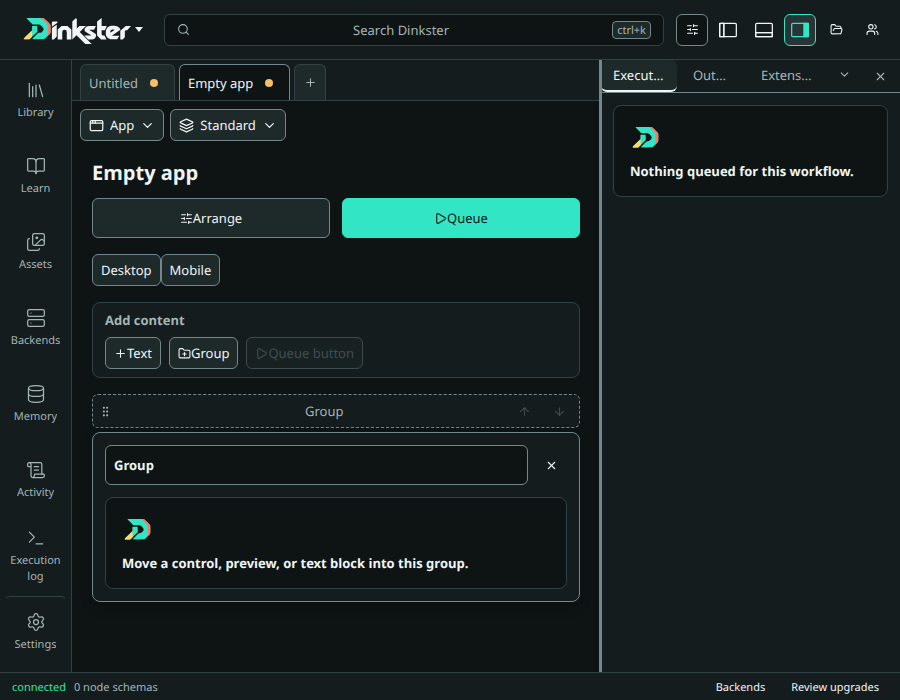 Dinkster
Search Dinkster
ctrl+k
Library
Learn
Assets
Backends
Memory
Activity
Execution
log
Settings
Untitled
Empty app
App
Standard
Empty app
Arrange
Queue
Desktop
Mobile
Add content
Text
Group
Queue button
Group
Group
Move a control, preview, or text block into this group.
Execut...
Out...
Extens...
Nothing queued for this workflow.
connected
0 node schemas
Backends
Review upgrades